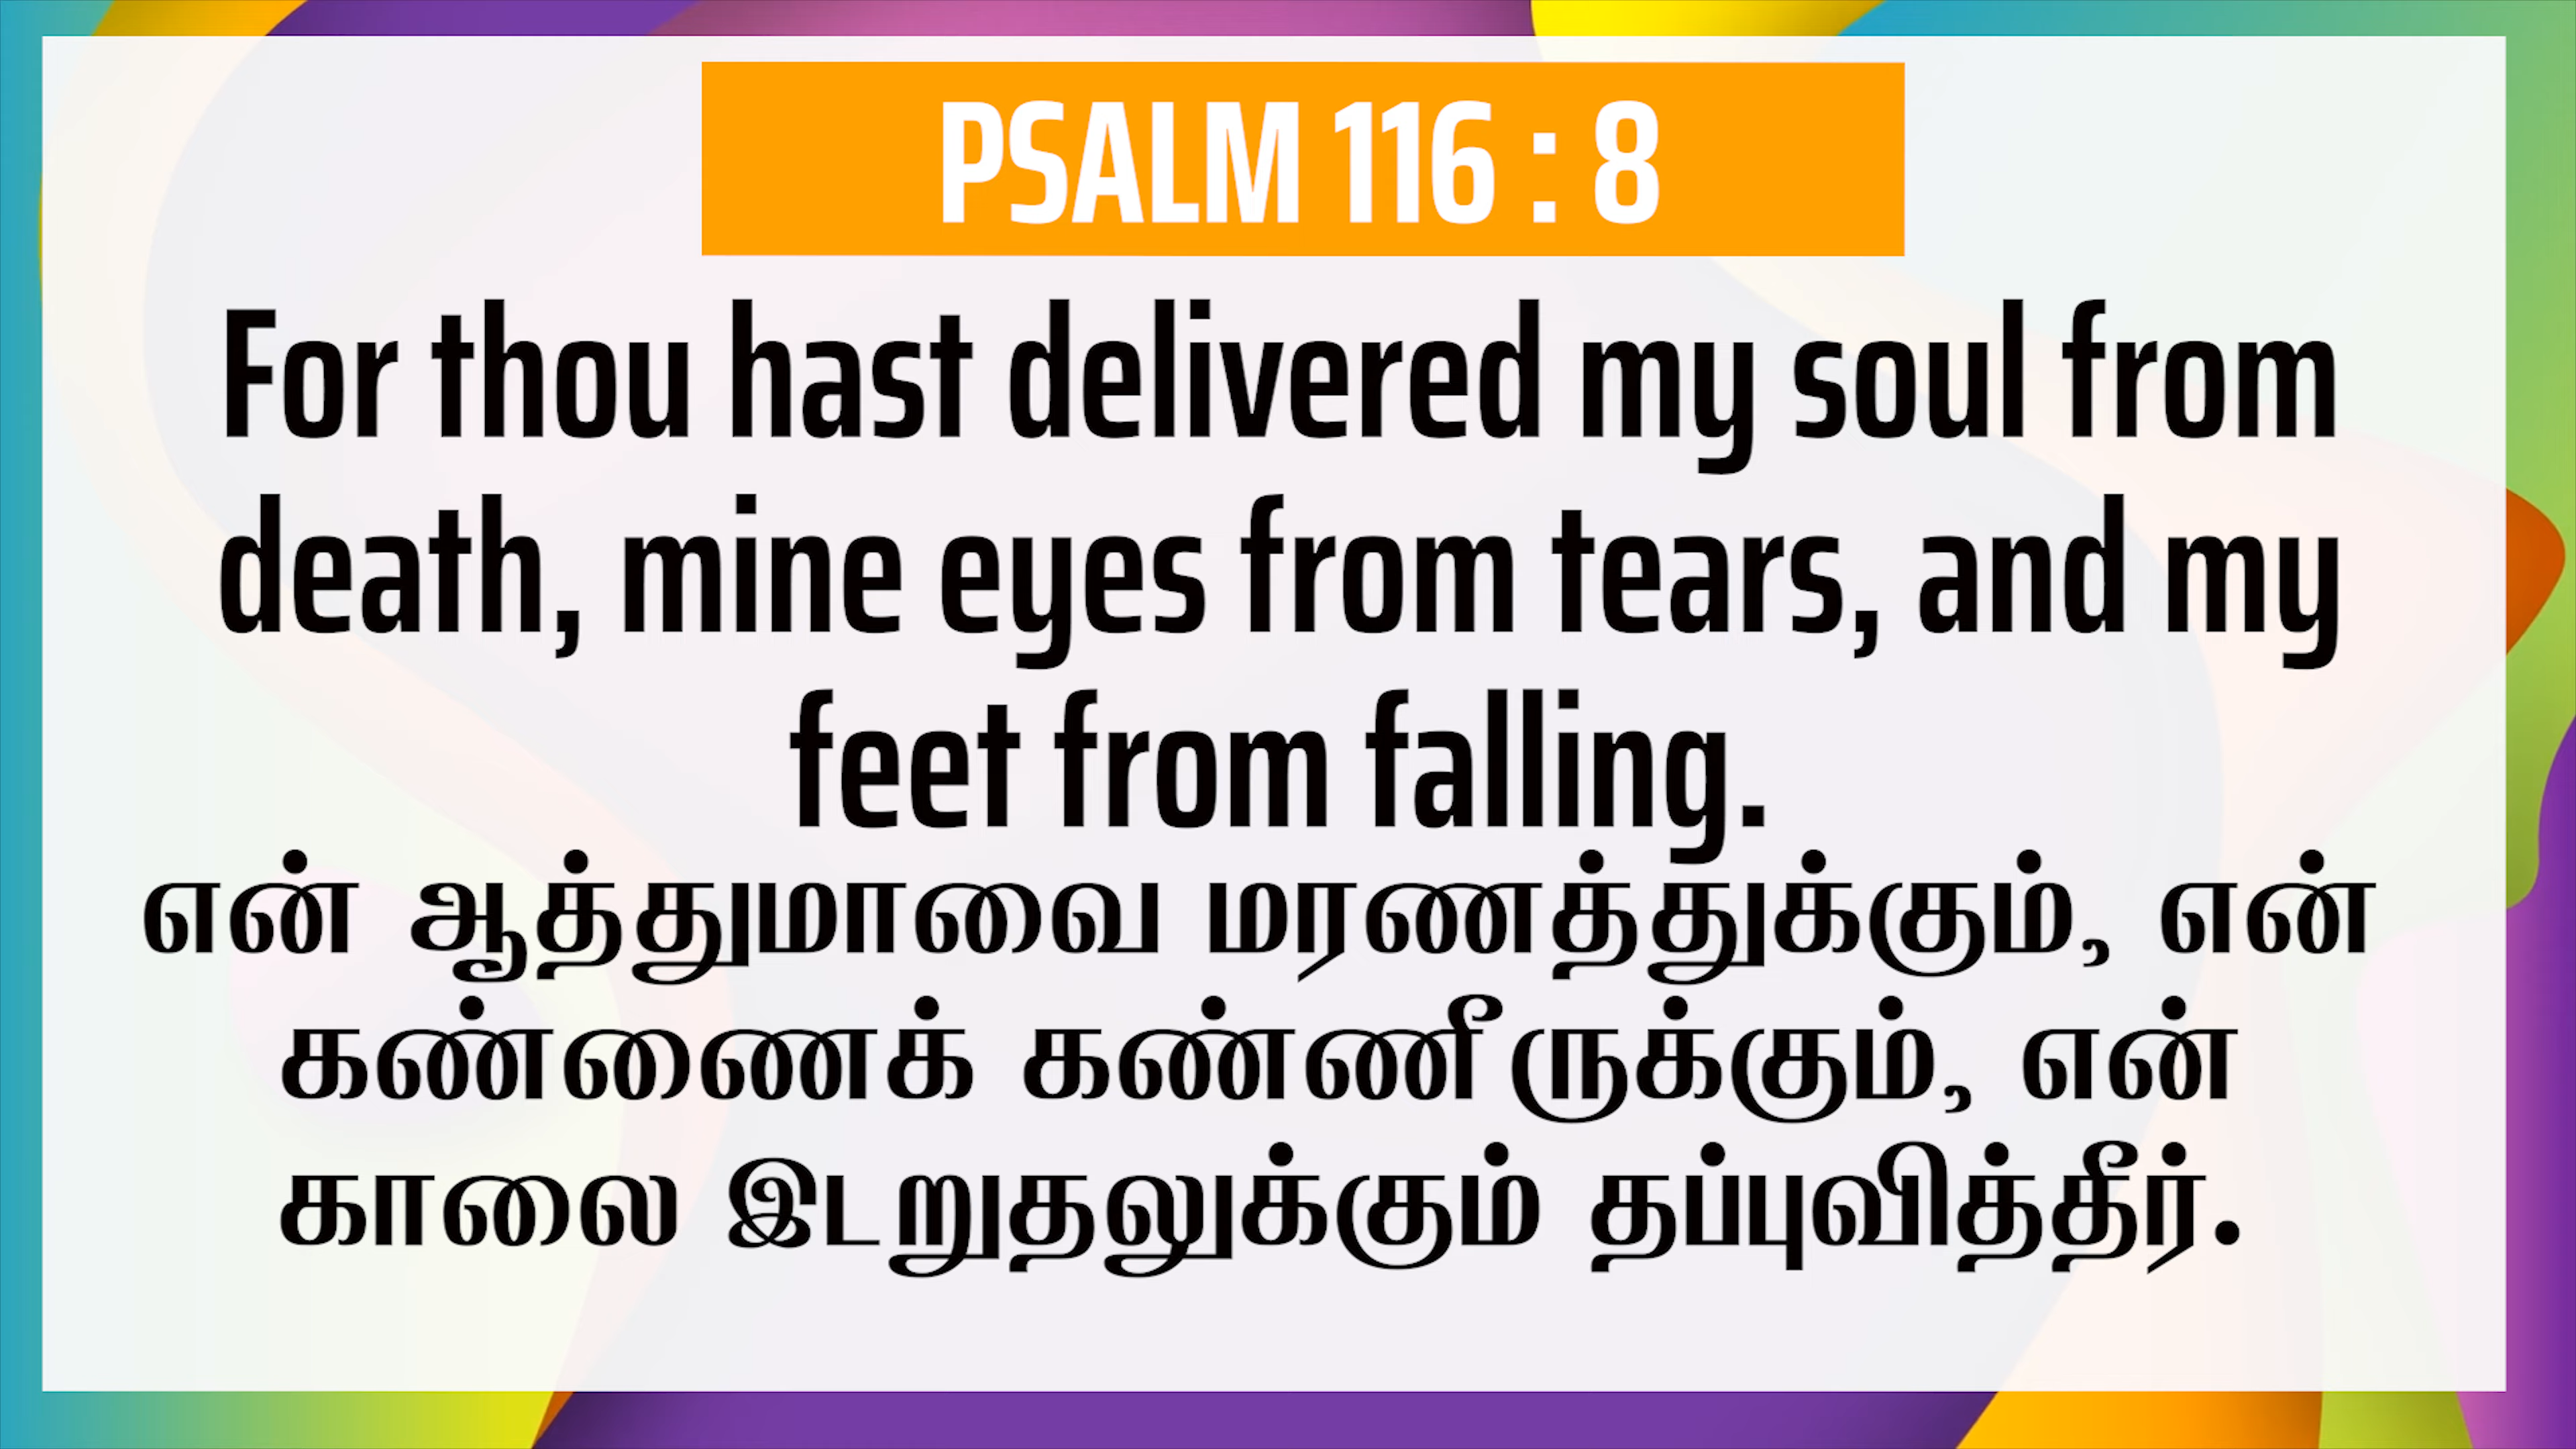 PSALM 116 : 8
For thou hast delivered my soul from
death, mine eyes from tears, and my
feet from falling.
என் ஆத்துமாவை மரணத்துக்கும், என்
கண்ணைக் கண்ணீருக்கும், என்
காலை இடறுதலுக்கும் தப்புவித்தீர்.